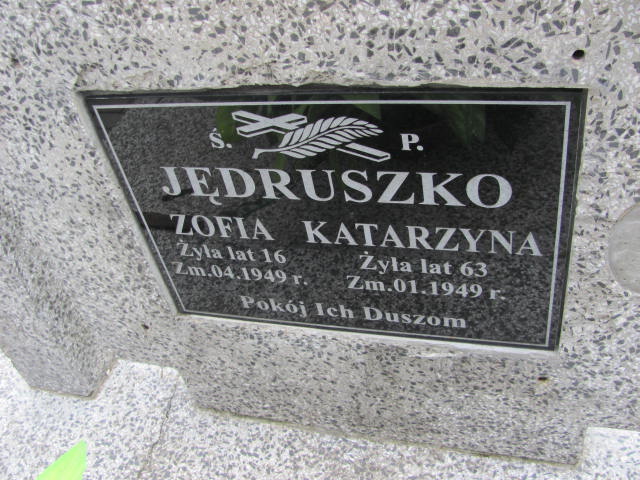 Ś. P.
JĘDRUSZKO
ZOFIA KATARZYNA
Żyła lat 16 Żyła lat 63
Zm.04.1949 r. Zm.01.1949 r.
Pokój Ich Duszom